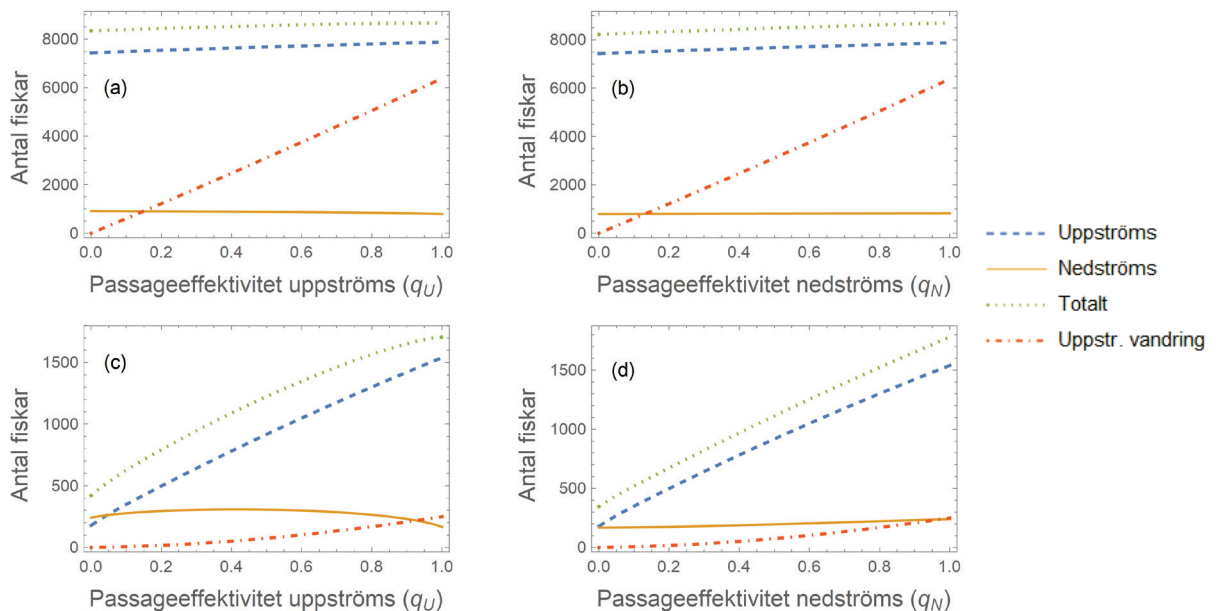 8000
6000
4000
2000
0
Antal fiskar
(a)
0.0 0.2 0.4 0.6 0.8 1.0
Passageeffektivitet uppströms (qU)
8000
6000
4000
2000
0
Antal fiskar
(b)
0.0 0.2 0.4 0.6 0.8 1.0
Passageeffektivitet nedströms (qN)
Uppströms
Nedströms
Totalt
Uppstr. vandring
1500
1000
500
0
Antal fiskar
(c)
0.0 0.2 0.4 0.6 0.8 1.0
Passageeffektivitet uppströms (qU)
1500
1000
500
0
Antal fiskar
(d)
0.0 0.2 0.4 0.6 0.8 1.0
Passageeffektivitet nedströms (qN)